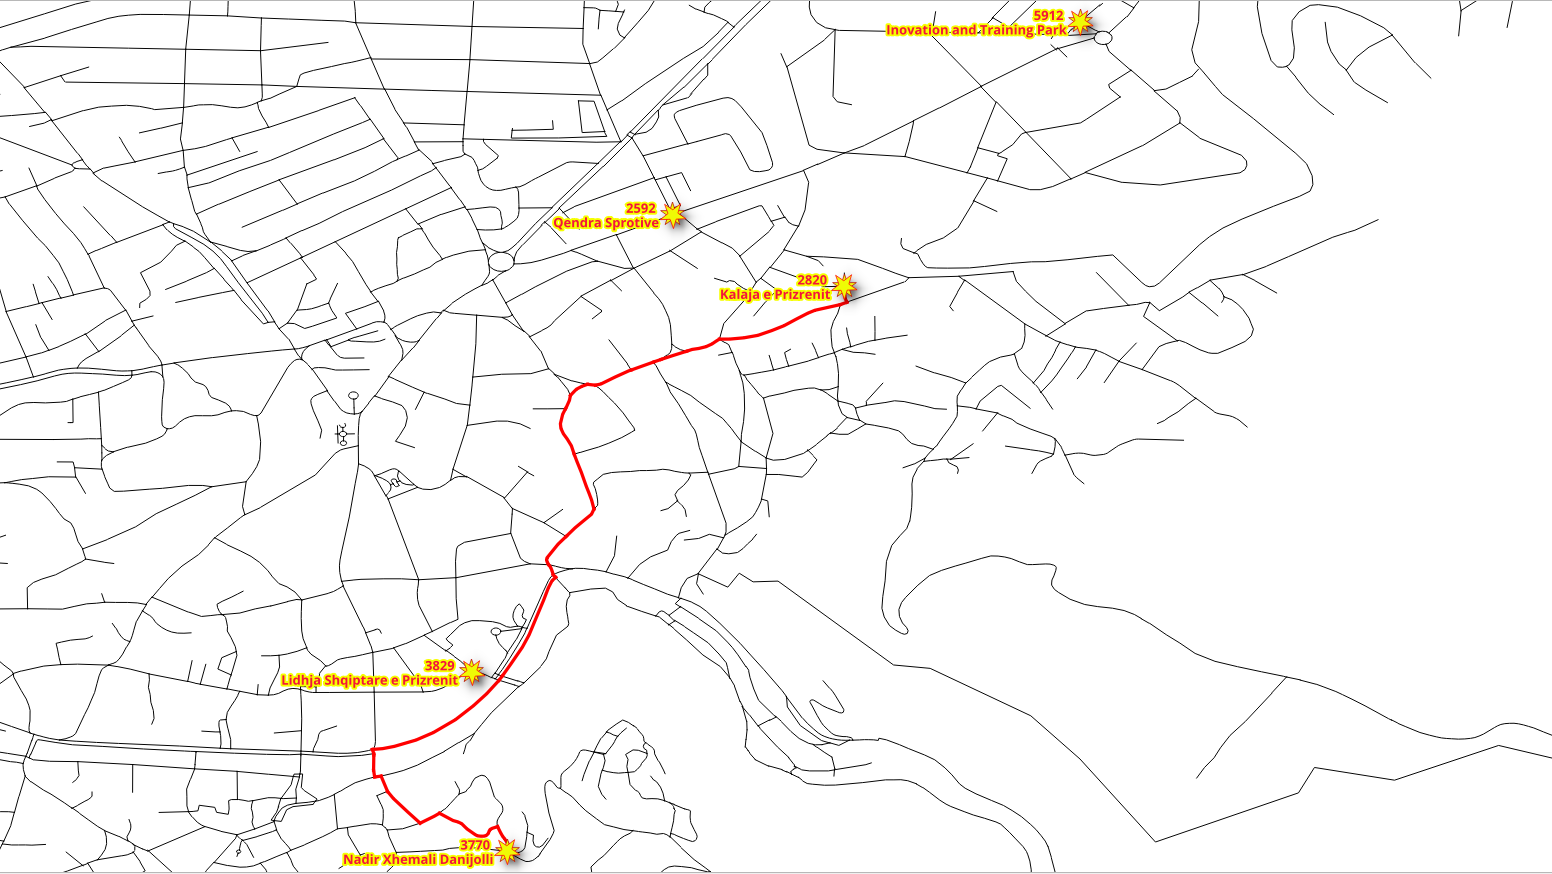 5912
Inovation and Training Park
2592
Qendra Sprotive
2820
Kalaja e Prizrenit
3829
Lidhja Shqiptare e Prizrenit
3770
Nadir Xhemali Danijolli